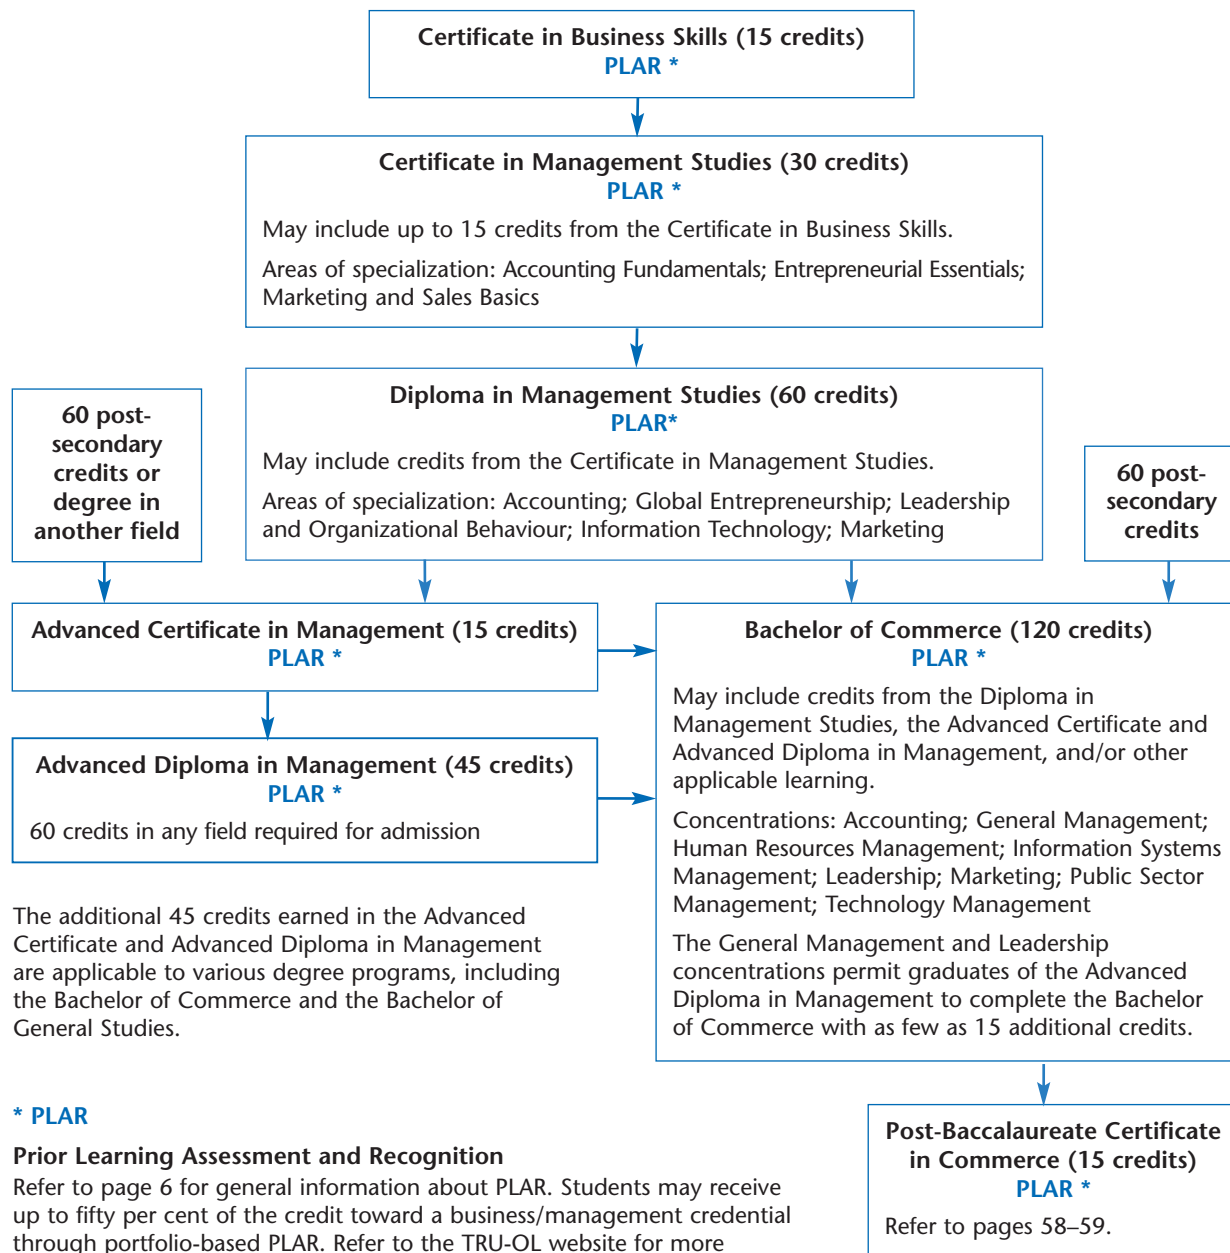 Certificate in Business Skills (15 credits)
PLAR *
Certificate in Management Studies (30 credits)
PLAR *
May include up to 15 credits from the Certificate in Business Skills.
Areas of specialization: Accounting Fundamentals; Entrepreneurial Essentials;
Marketing and Sales Basics
60 post-
secondary
credits or
degree in
another field
Diploma in Management Studies (60 credits)
PLAR*
May include credits from the Certificate in Management Studies.
Areas of specialization: Accounting; Global Entrepreneurship; Leadership
and Organizational Behaviour; Information Technology; Marketing
60 post-
secondary
credits
Advanced Certificate in Management (15 credits)
PLAR *
Advanced Diploma in Management (45 credits)
PLAR *
60 credits in any field required for admission
The additional 45 credits earned in the Advanced
Certificate and Advanced Diploma in Management
are applicable to various degree programs, including
the Bachelor of Commerce and the Bachelor of
General Studies.
Bachelor of Commerce (120 credits)
PLAR *
May include credits from the Diploma in
Management Studies, the Advanced Certificate and
Advanced Diploma in Management, and/or other
applicable learning.
Concentrations: Accounting; General Management;
Human Resources Management; Information Systems
Management; Leadership; Marketing; Public Sector
Management; Technology Management
The General Management and Leadership
concentrations permit graduates of the Advanced
Diploma in Management to complete the Bachelor
of Commerce with as few as 15 additional credits.
* PLAR
Prior Learning Assessment and Recognition
Refer to page 6 for general information about PLAR. Students may receive
up to fifty per cent of the credit toward a business/management credential
through portfolio-based PLAR. Refer to the TRU-OL website for more
Post-Baccalaureate Certificate
in Commerce (15 credits)
PLAR *
Refer to pages 58–59.